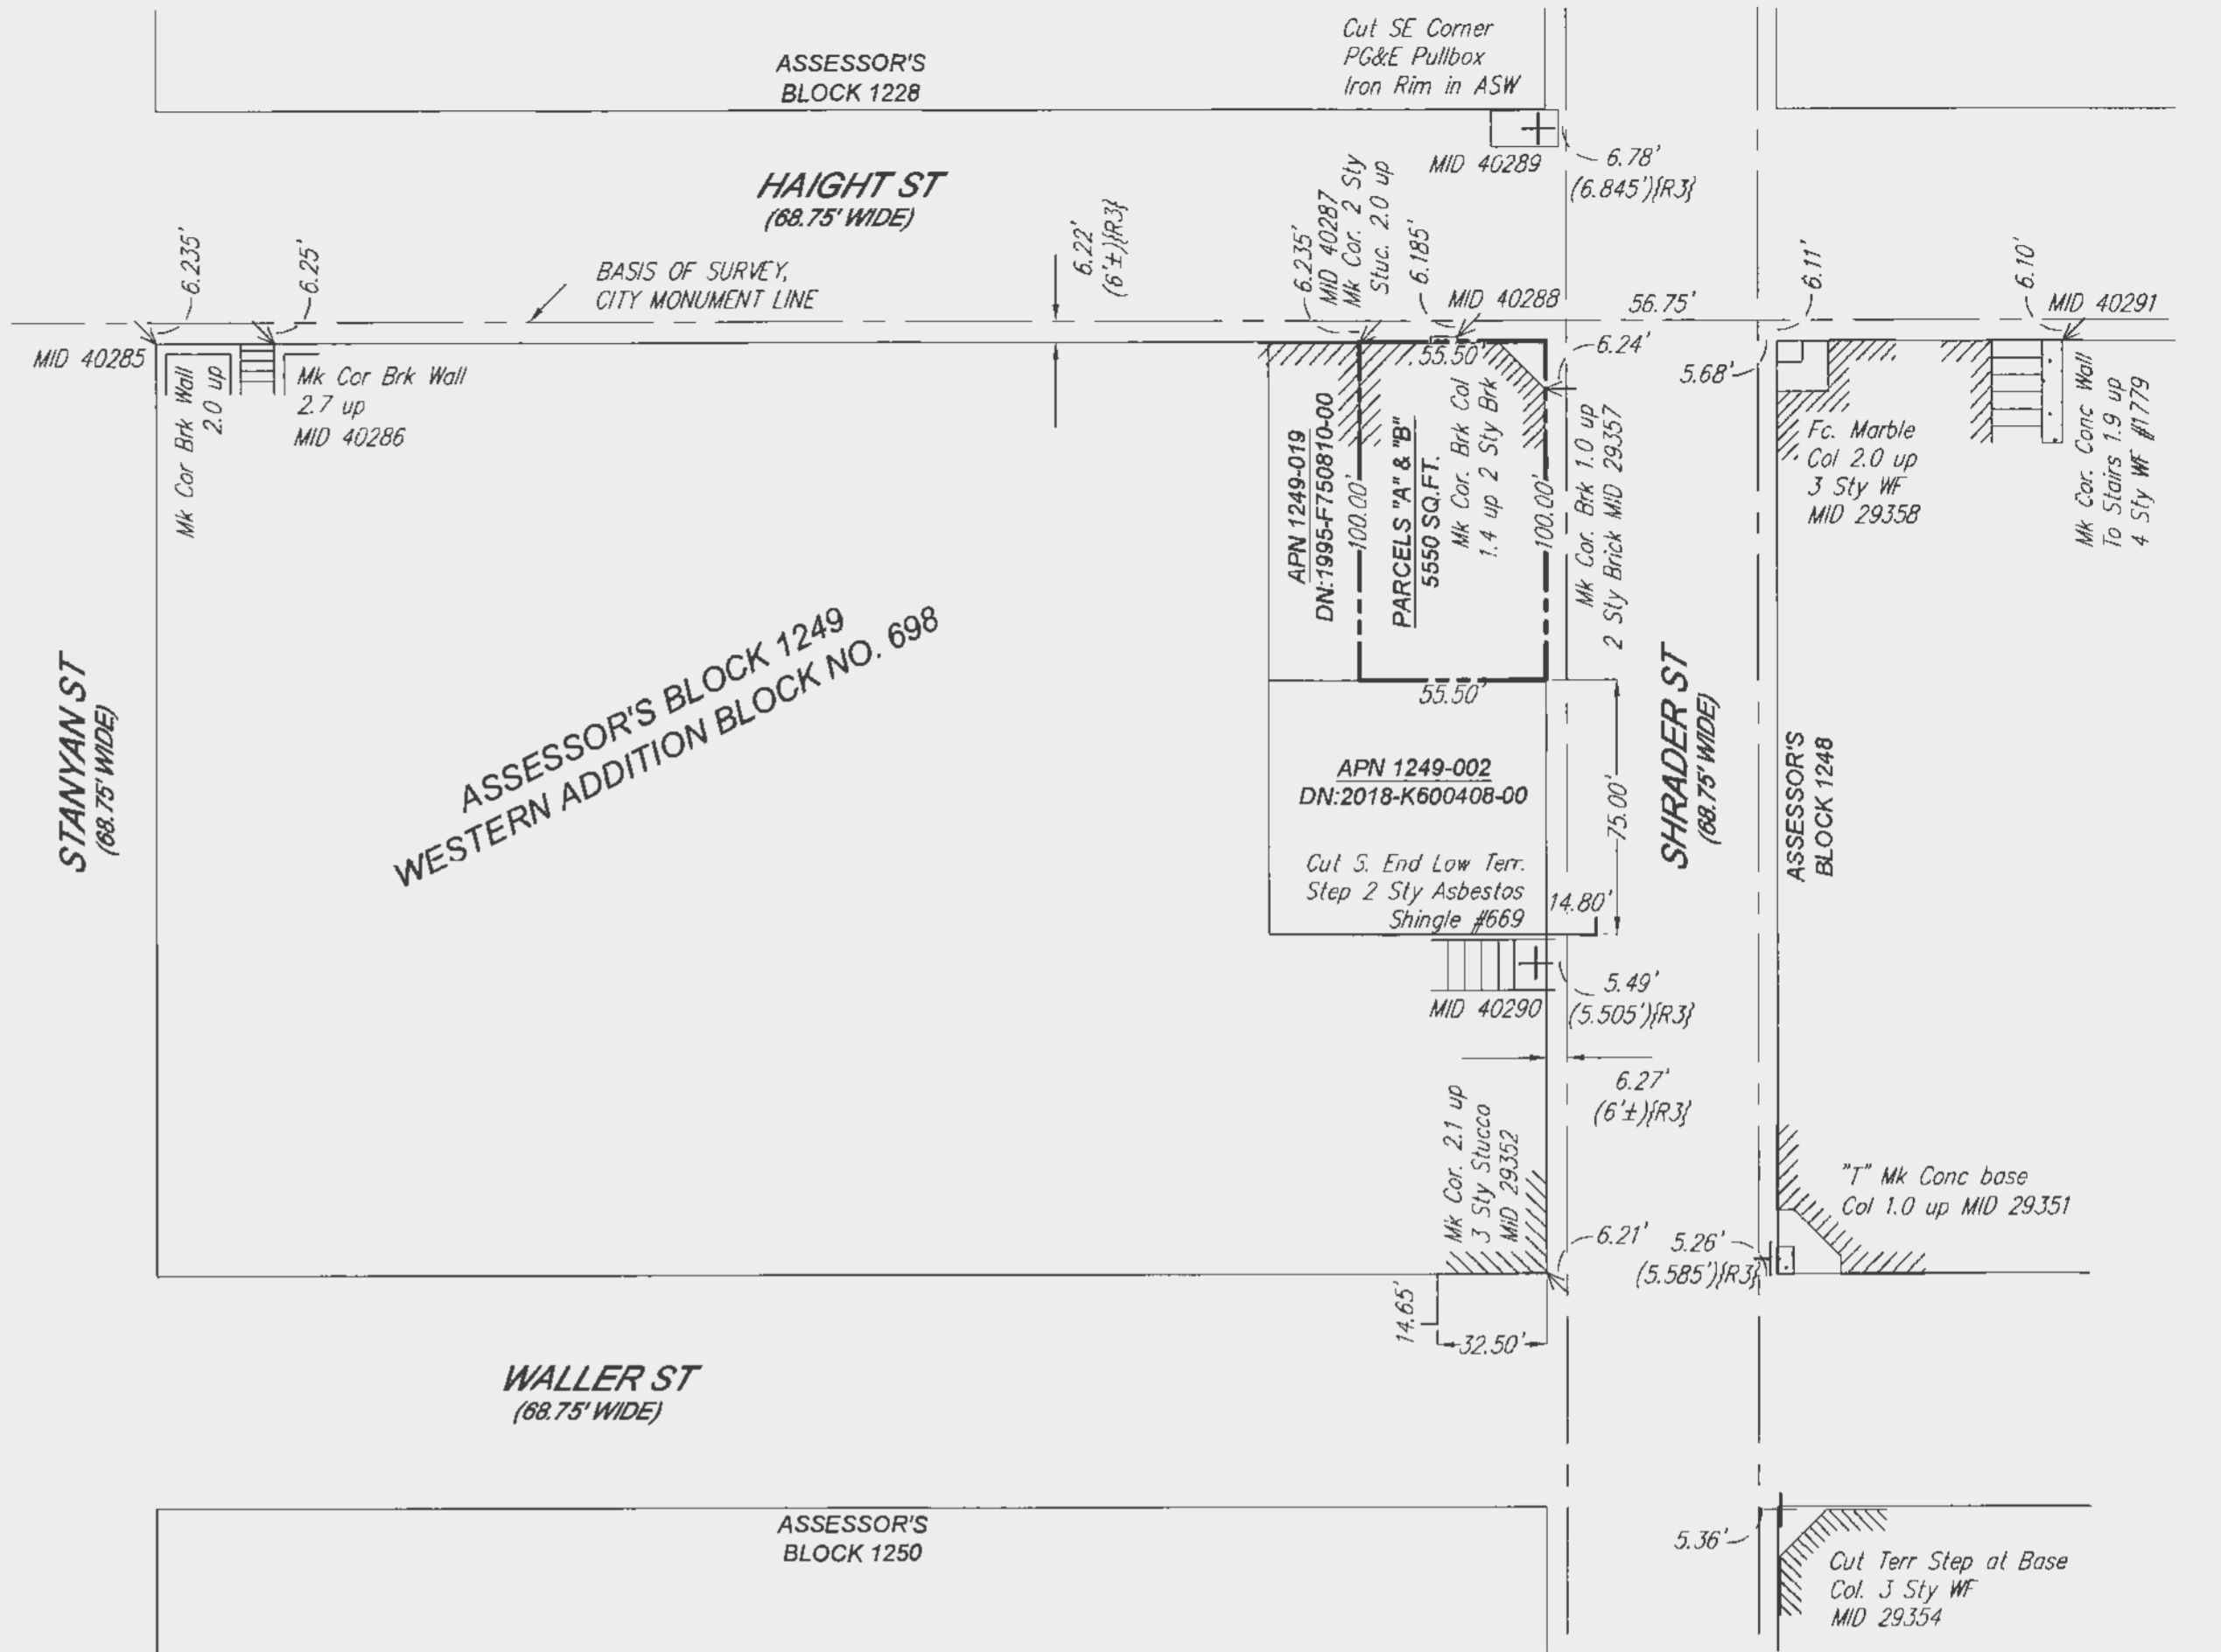 Cut SE Corner
PG&E Pullbox
Iron Rim in ASW
ASSESSOR'S
BLOCK 1228
MID 40289
6.78'
(6.845'){R3}
HAIGHT ST
(68.75' WIDE)
6.22'
(6'±){R3}
6.235'
6.25'
BASIS OF SURVEY,
CITY MONUMENT LINE
6.235'
MID 40287
Mk Cor. 2 Sty
Stuc. 2.0 up
6.185'
MID 40288
56.75'
6.11'
6.10'
MID 40291
MID 40285
Mk Cor Brk Wall
2.0 up
Mk Cor Brk Wall
2.7 up
MID 40286
55.50'
6.24'
5.68'
APN 1249-019
DN:1995-F750810-00
100.00'
PARCELS "A" & "B"
5550 SQ.FT.
Mk Cor. Brk Col
1.4 up 2 Sty Brk
100.00'
Mk Cor. Brk 1.0 up
2 Sty Brick MID 29357
Fc. Marble
Col 2.0 up
3 Sty WF
MID 29358
Mk Cor. Conc Wall
To Stairs 1.9 up
4 Sty WF #1779
STANYAN ST
(68.75' WIDE)
ASSESSOR'S BLOCK 1249
WESTERN ADDITION BLOCK NO. 698
55.50'
APN 1249-002
DN:2018-K600408-00
75.00'
SHRADER ST
(68.75' WIDE)
ASSESSOR'S
BLOCK 1248
Cut S. End Low Terr.
Step 2 Sty Asbestos
Shingle #669
14.80'
MID 40290
5.49'
(5.505'){R3}
6.27'
(6'±){R3}
Mk Cor. 2.1 up
3 Sty Stucco
MID 29352
"T" Mk Conc base
Col 1.0 up MID 29351
6.21'
5.26'
(5.585'){R3}
14.65'
32.50'
WALLER ST
(68.75' WIDE)
ASSESSOR'S
BLOCK 1250
5.36'
Cut Terr Step at Base
Col. 3 Sty WF
MID 29354